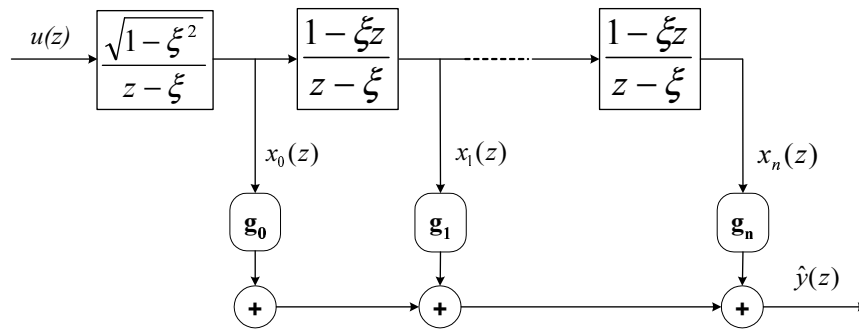 u(z)
√(1 − ξ²) / (z − ξ)
(1 − ξz) / (z − ξ)
(1 − ξz) / (z − ξ)
x₀(z)
x₁(z)
xₙ(z)
g₀
g₁
gₙ
ŷ(z)
+
+
+